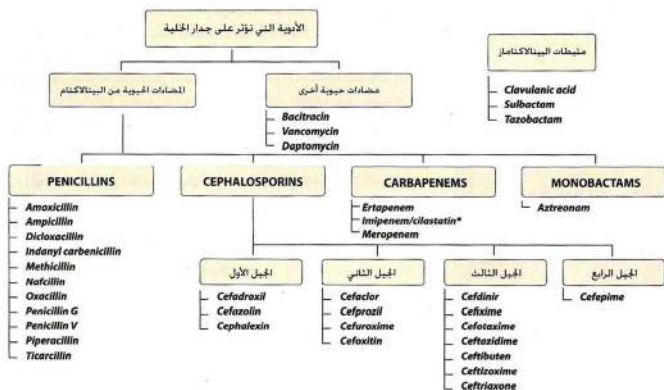 الأدوية التي تؤثر على جدار الخلية
مثبطات البيتالاكتاماز
Clavulanic acid
Sulbactam
Tazobactam
المضادات الحيوية من البيتالاكتام
مضادات حيوية أخرى
Bacitracin
Vancomycin
Daptomycin
PENICILLINS
Amoxicillin
Ampicillin
Dicloxacillin
Indanyl carbenicillin
Methicillin
Nafcillin
Oxacillin
Penicillin G
Penicillin V
Piperacillin
Ticarcillin
CEPHALOSPORINS
CARBAPENEMS
Ertapenem
Imipenem/cilastatin*
Meropenem
MONOBACTAMS
Aztreonam
الجيل الأول
Cefadroxil
Cefazolin
Cephalexin
الجيل الثاني
Cefaclor
Cefprozil
Cefuroxime
Cefoxitin
الجيل الثالث
Cefdinir
Cefixime
Cefotaxime
Ceftazidime
Ceftibuten
Ceftizoxime
Ceftriaxone
الجيل الرابع
Cefepime